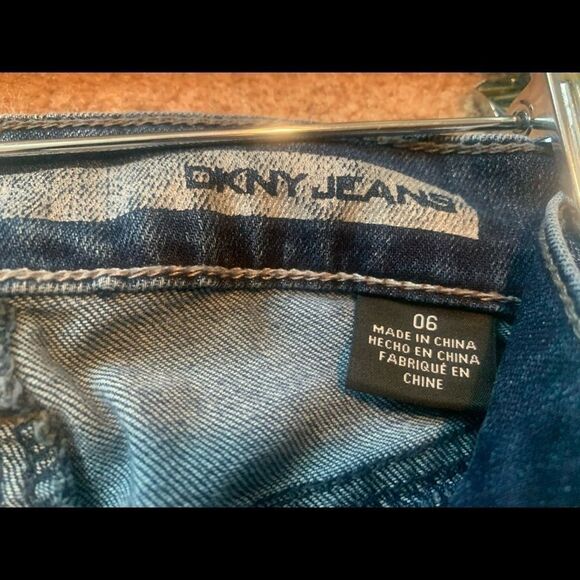 DKNY JEANS
06
MADE IN CHINA
HECHO EN CHINA
FABRIQUÉ EN
CHINE